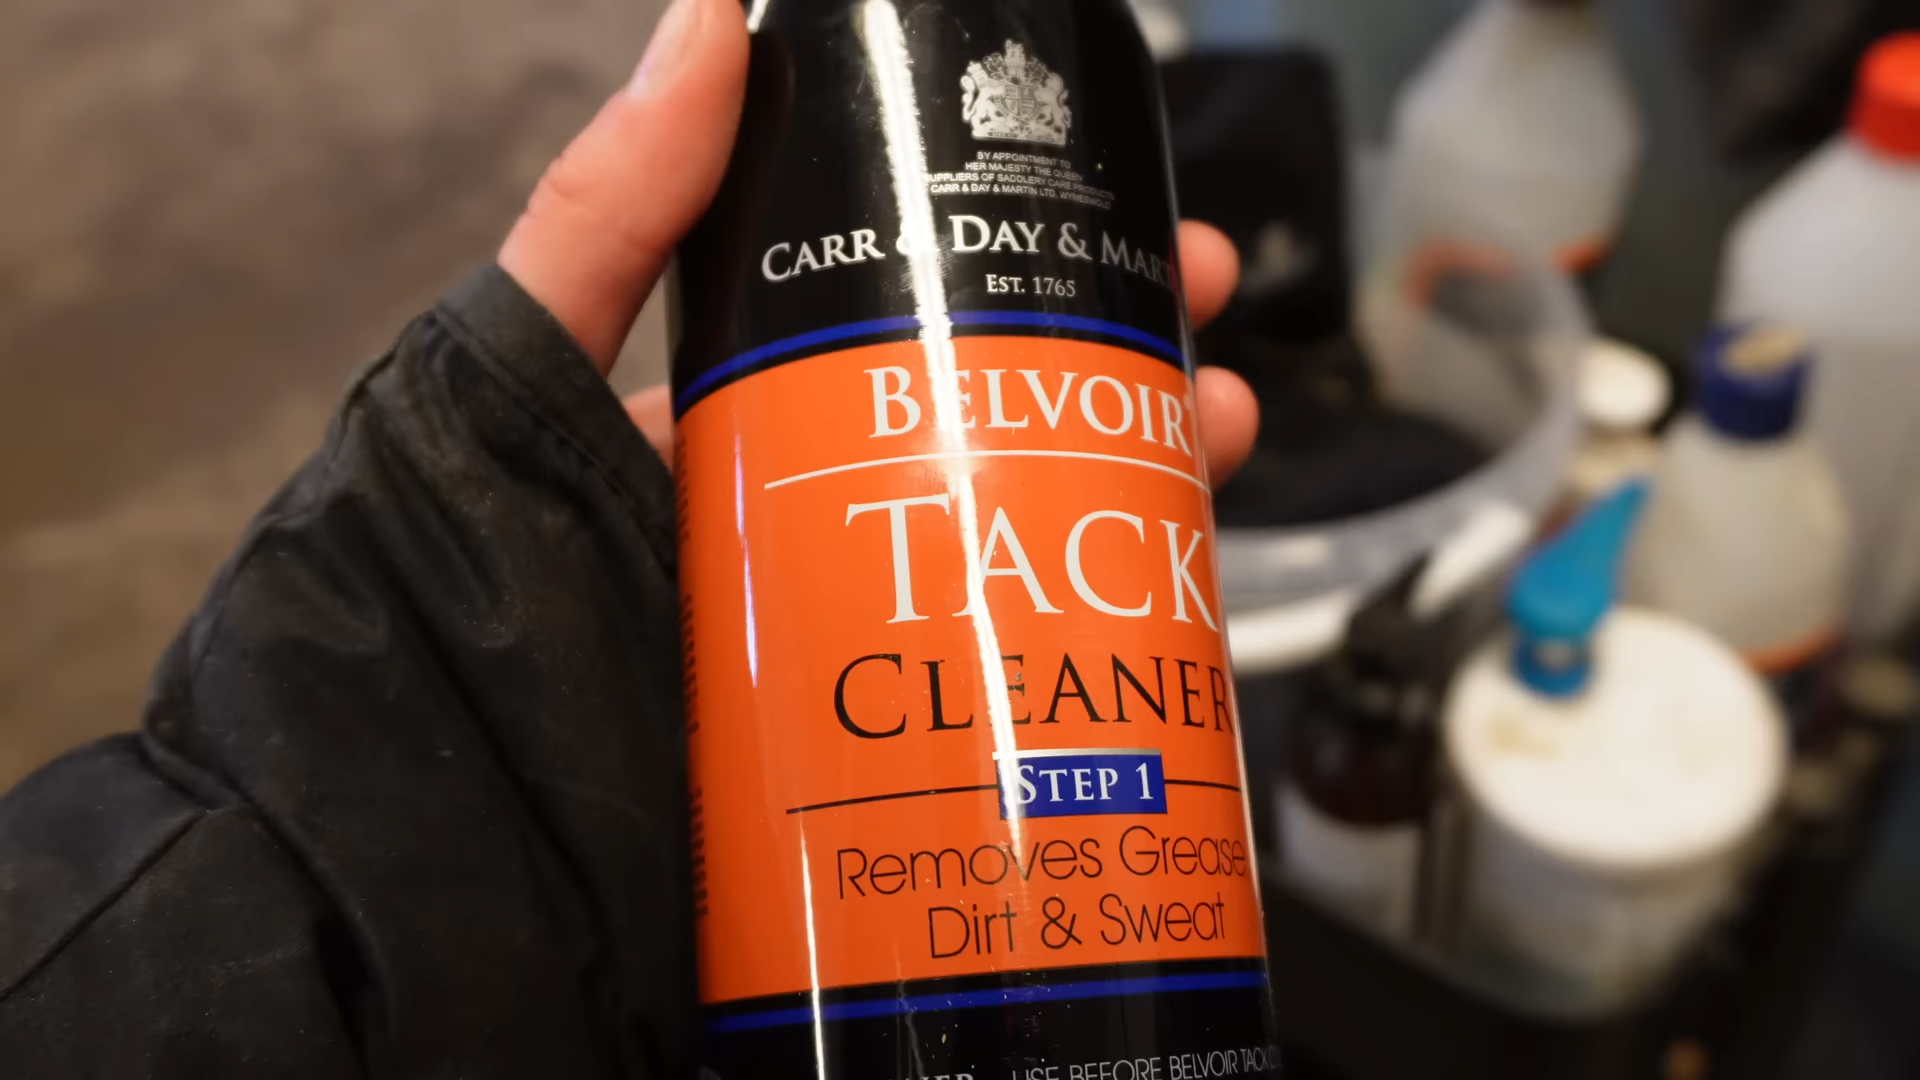 BY APPOINTMENT TO
HER MAJESTY THE QUEEN
SUPPLIERS OF SADDLERY CARE PRODUCTS
CARR & DAY & MARTIN LTD, WYMESWOLD
CARR & DAY & MART
EST. 1765
BELVOIR
TACK
CLEANER
STEP 1
Removes Grease
Dirt & Sweat
USE BEFORE BELVOIR TACK